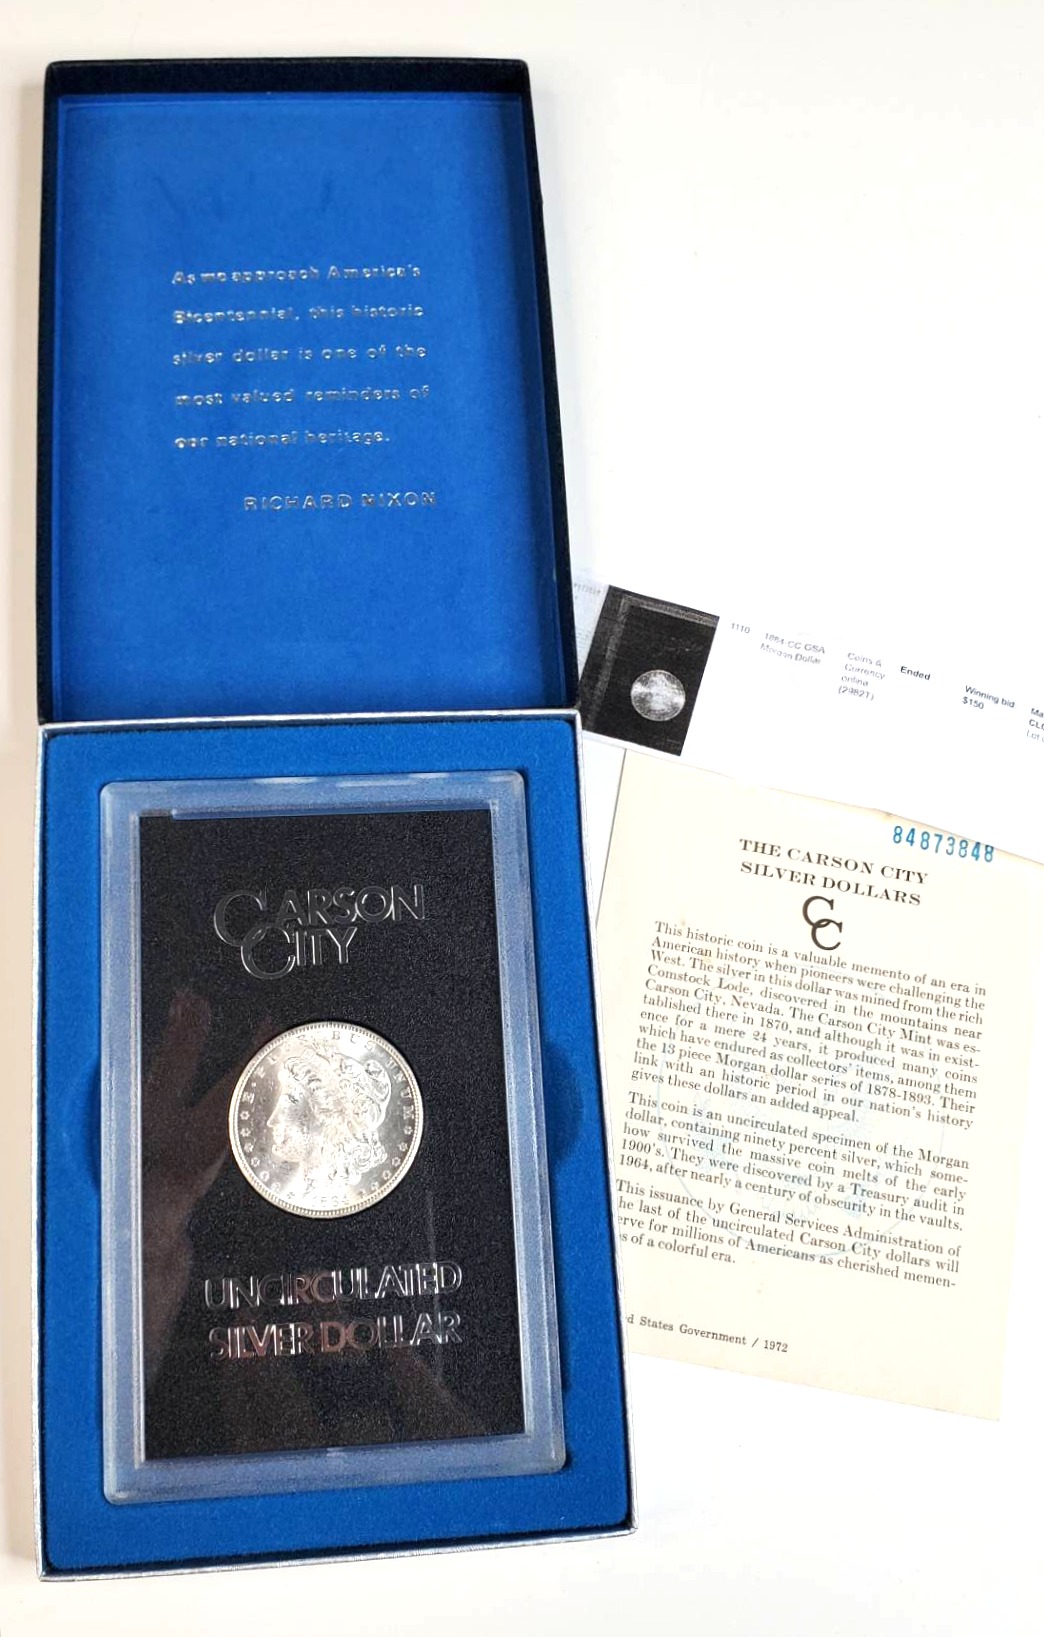 As we approach America's
Bicentennial, this historic
silver dollar is one of the
most valued reminders of
our national heritage.
RICHARD NIXON
CARSON
CITY
UNCIRCULATED
SILVER DOLLAR
1110
1884-CC GSA
Morgan Dollar
Coins &
Currency
online
(2982T)
Ended
Winning bid
$150
84873848
THE CARSON CITY
SILVER DOLLARS
CC
This historic coin is a valuable memento of an era in
American history when pioneers were challenging the
West. The silver in this dollar was mined from the rich
Comstock Lode, discovered in the mountains near
Carson City, Nevada. The Carson City Mint was es-
tablished there in 1870, and although it was in exist-
ence for a mere 24 years, it produced many coins
which have endured as collectors' items, among them
the 13 piece Morgan dollar series of 1878-1893. Their
link with an historic period in our nation's history
gives these dollars an added appeal.
This coin is an uncirculated specimen of the Morgan
dollar, containing ninety percent silver, which some-
how survived the massive coin melts of the early
1900's. They were discovered by a Treasury audit in
1964, after nearly a century of obscurity in the vaults.
This issuance by General Services Administration of
he last of the uncirculated Carson City dollars will
erve for millions of Americans as cherished memen-
s of a colorful era.
d States Government / 1972